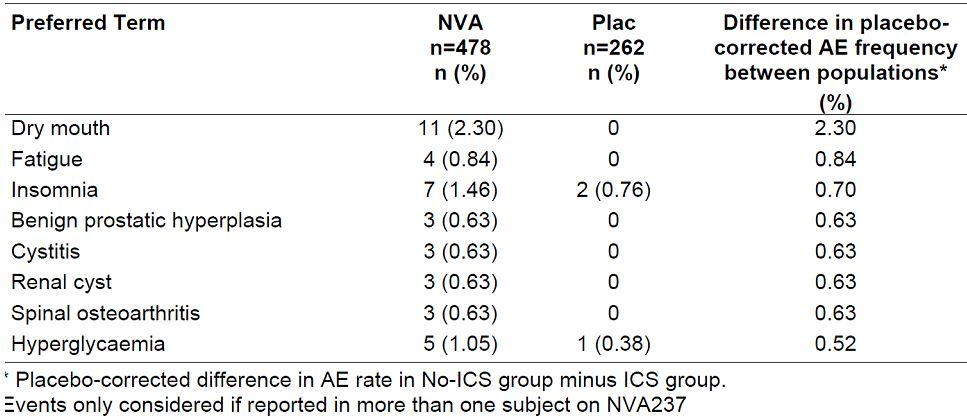 Preferred Term NVA Plac Difference in placebo-
n=478 n=262 corrected AE frequency
n (%) n (%) between populations*
(%)
Dry mouth 11 (2.30) 0 2.30
Fatigue 4 (0.84) 0 0.84
Insomnia 7 (1.46) 2 (0.76) 0.70
Benign prostatic hyperplasia 3 (0.63) 0 0.63
Cystitis 3 (0.63) 0 0.63
Renal cyst 3 (0.63) 0 0.63
Spinal osteoarthritis 3 (0.63) 0 0.63
Hyperglycaemia 5 (1.05) 1 (0.38) 0.52
* Placebo-corrected difference in AE rate in No-ICS group minus ICS group.
Events only considered if reported in more than one subject on NVA237